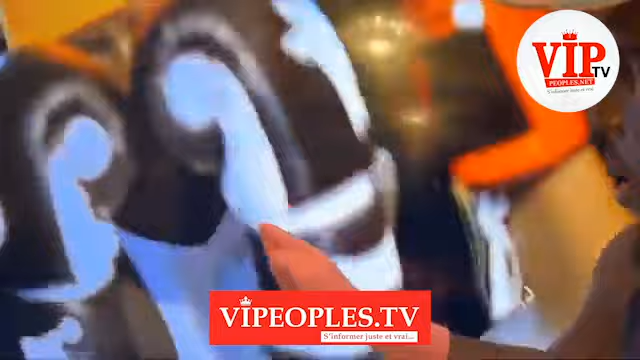 VIP
TV
PEOPLES.NET
S'informer juste et vrai
VIPEOPLES.TV
S'informer juste et vrai...